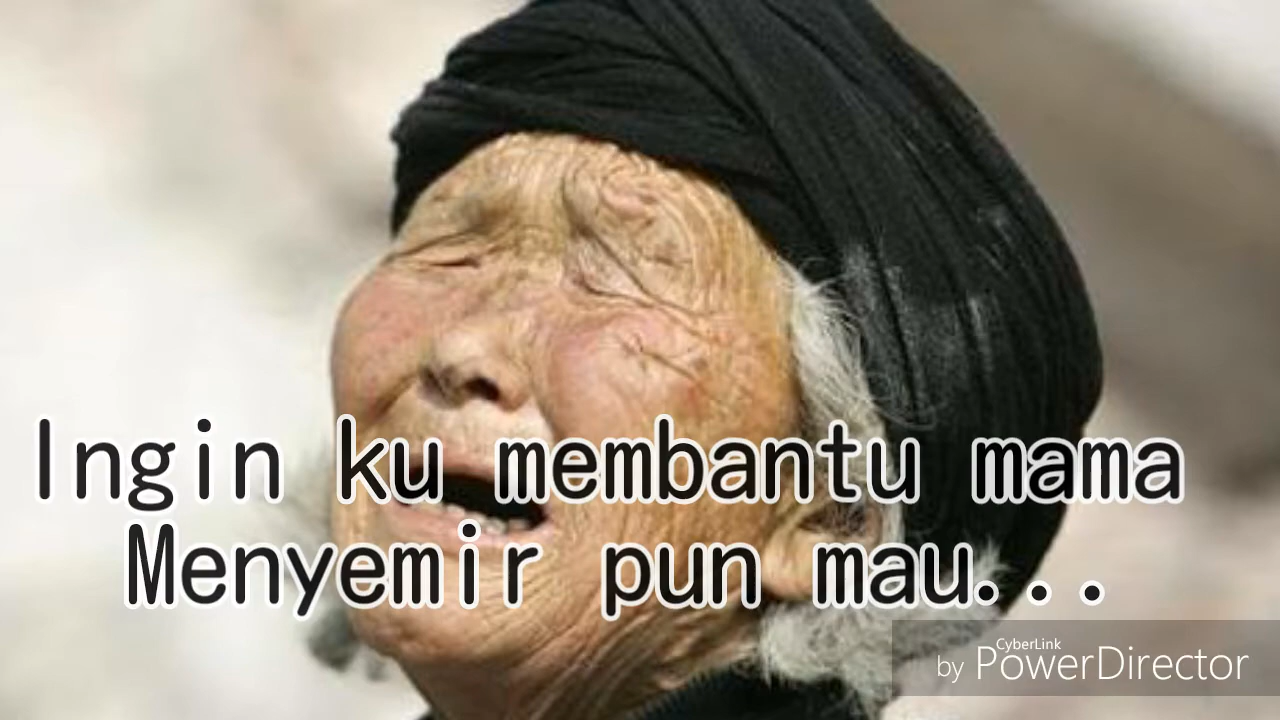 Ingin ku membantu mama
Menyemir pun mau...
CyberLink
by PowerDirector